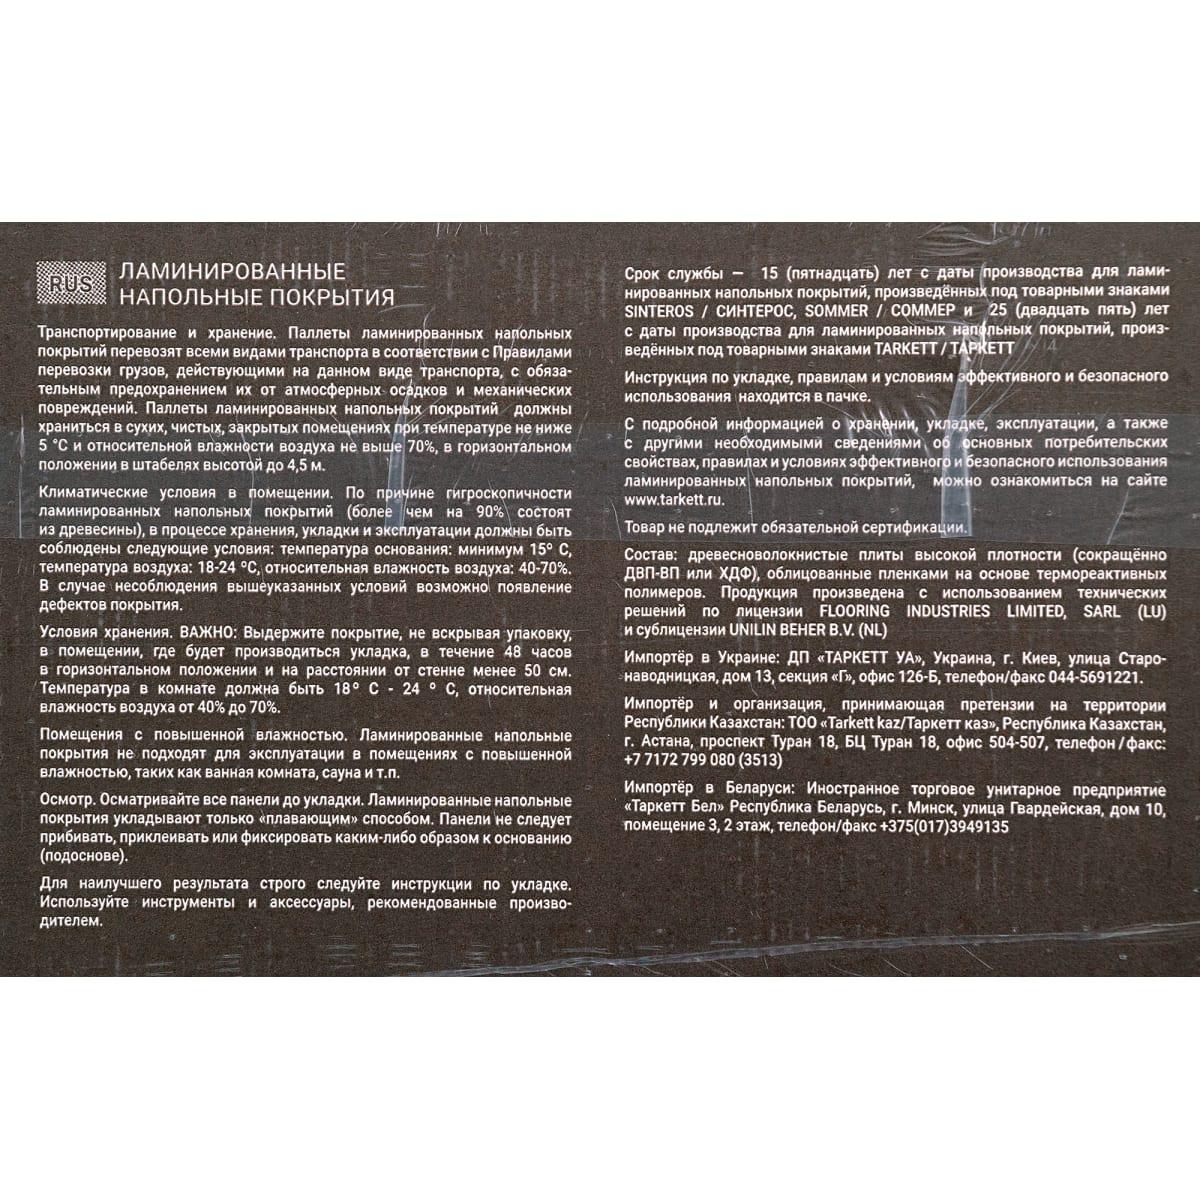 RUS
ЛАМИНИРОВАННЫЕ
НАПОЛЬНЫЕ ПОКРЫТИЯ
Транспортирование и хранение. Паллеты ламинированных напольных
покрытий перевозят всеми видами транспорта в соответствии с Правилами
перевозки грузов, действующими на данном виде транспорта, с обяза-
тельным предохранением их от атмосферных осадков и механических
повреждений. Паллеты ламинированных напольных покрытий должны
храниться в сухих, чистых, закрытых помещениях при температуре не ниже
5 °С и относительной влажности воздуха не выше 70%, в горизонтальном
положении в штабелях высотой до 4,5 м.
Климатические условия в помещении. По причине гигроскопичности
ламинированных напольных покрытий (более чем на 90% состоят
из древесины), в процессе хранения, укладки и эксплуатации должны быть
соблюдены следующие условия: температура основания: минимум 15º С,
температура воздуха: 18-24 ºС, относительная влажность воздуха: 40-70%.
В случае несоблюдения вышеуказанных условий возможно появление
дефектов покрытия.
Условия хранения. ВАЖНО: Выдержите покрытие, не вскрывая упаковку,
в помещении, где будет производиться укладка, в течение 48 часов
в горизонтальном положении и на расстоянии от стенне менее 50 см.
Температура в комнате должна быть 18º С - 24 º С, относительная
влажность воздуха от 40% до 70%.
Помещения с повышенной влажностью. Ламинированные напольные
покрытия не подходят для эксплуатации в помещениях с повышенной
влажностью, таких как ванная комната, сауна и т.п.
Осмотр. Осматривайте все панели до укладки. Ламинированные напольные
покрытия укладывают только «плавающим» способом. Панели не следует
прибивать, приклеивать или фиксировать каким-либо образом к основанию
(подоснове).
Для наилучшего результата строго следуйте инструкции по укладке.
Используйте инструменты и аксессуары, рекомендованные произво-
дителем.
Срок службы — 15 (пятнадцать) лет с даты производства для лами-
нированных напольных покрытий, произведённых под товарными знаками
SINTEROS / СИНТЕРОС, SOMMER / СОММЕР и 25 (двадцать пять) лет
с даты производства для ламинированных напольных покрытий, произ-
ведённых под товарными знаками TARKETT / ТАРКЕТТ
Инструкция по укладке, правилам и условиям эффективного и безопасного
использования находится в пачке.
С подробной информацией о хранении, укладке, эксплуатации, а также
с другими необходимыми сведениями об основных потребительских
свойствах, правилах и условиях эффективного и безопасного использования
ламинированных напольных покрытий, можно ознакомиться на сайте
www.tarkett.ru.
Товар не подлежит обязательной сертификации.
Состав: древесноволокнистые плиты высокой плотности (сокращённо
ДВП-ВП или ХДФ), облицованные пленками на основе термореактивных
полимеров. Продукция произведена с использованием технических
решений по лицензии FLOORING INDUSTRIES LIMITED, SARL (LU)
и сублицензии UNILIN BEHER B.V. (NL)
Импортёр в Украине: ДП «ТАРКЕТТ УА», Украина, г. Киев, улица Старо-
наводницкая, дом 13, секция «Г», офис 126-Б, телефон/факс 044-5691221.
Импортёр и организация, принимающая претензии на территории
Республики Казахстан: ТОО «Tarkett kaz/Таркетт каз», Республика Казахстан,
г. Астана, проспект Туран 18, БЦ Туран 18, офис 504-507, телефон / факс:
+7 7172 799 080 (3513)
Импортёр в Беларуси: Иностранное торговое унитарное предприятие
«Таркетт Бел» Республика Беларусь, г. Минск, улица Гвардейская, дом 10,
помещение 3, 2 этаж, телефон/факс +375(017)3949135